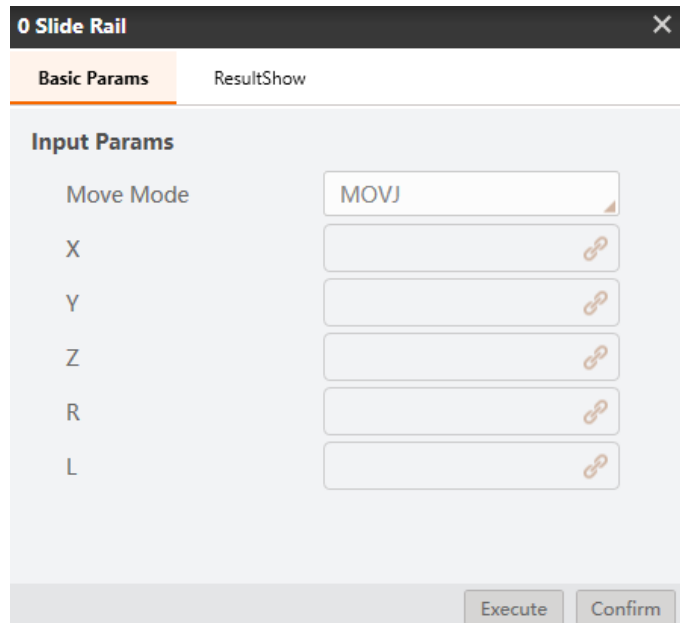 0 Slide Rail
Basic Params ResultShow
Input Params
Move Mode MOVJ
X
Y
Z
R
L
Execute Confirm